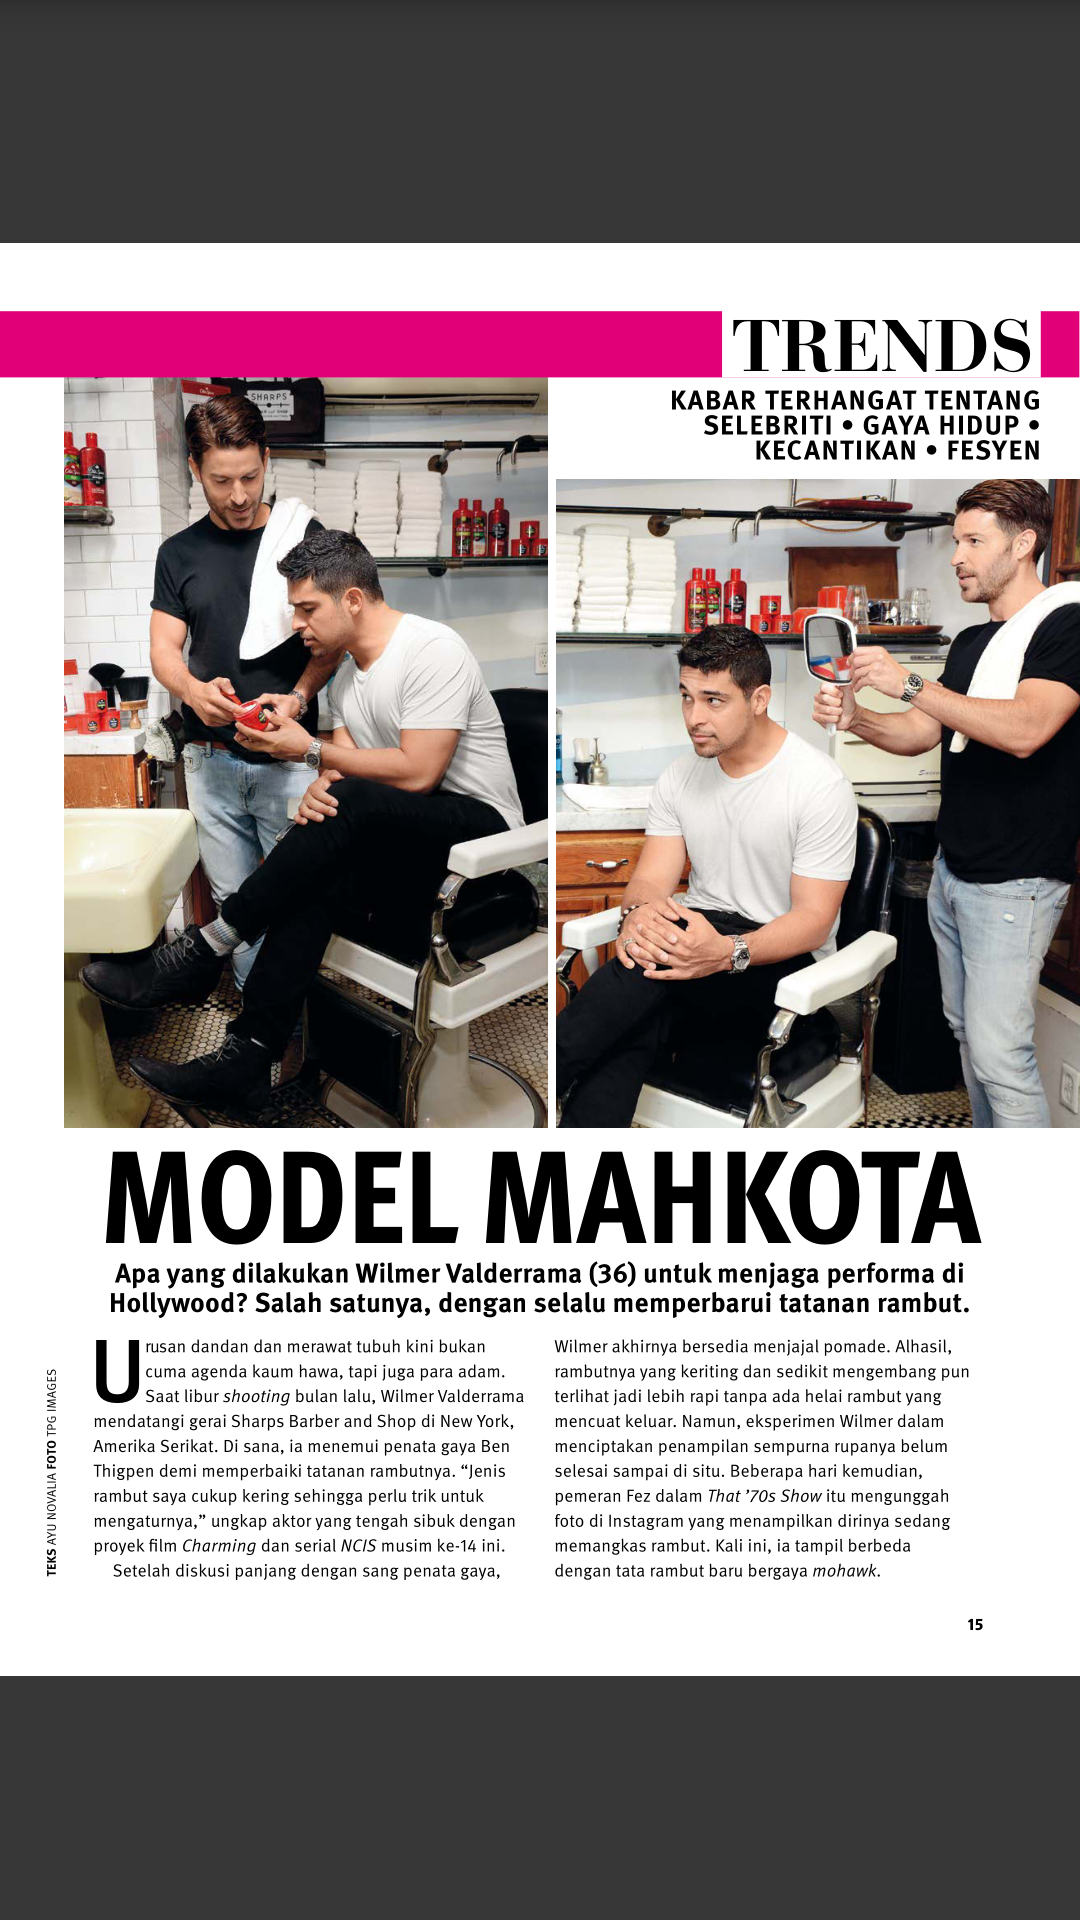 TRENDS
KABAR TERHANGAT TENTANG
SELEBRITI • GAYA HIDUP •
KECANTIKAN • FESYEN
SHARPS
MODEL MAHKOTA
Apa yang dilakukan Wilmer Valderrama (36) untuk menjaga performa di
Hollywood? Salah satunya, dengan selalu memperbarui tatanan rambut.
Urusan dandan dan merawat tubuh kini bukan
cuma agenda kaum hawa, tapi juga para adam.
Saat libur shooting bulan lalu, Wilmer Valderrama
mendatangi gerai Sharps Barber and Shop di New York,
Amerika Serikat. Di sana, ia menemui penata gaya Ben
Thigpen demi memperbaiki tatanan rambutnya. “Jenis
rambut saya cukup kering sehingga perlu trik untuk
mengaturnya,” ungkap aktor yang tengah sibuk dengan
proyek film Charming dan serial NCIS musim ke-14 ini.
Setelah diskusi panjang dengan sang penata gaya,
Wilmer akhirnya bersedia menjajal pomade. Alhasil,
rambutnya yang keriting dan sedikit mengembang pun
terlihat jadi lebih rapi tanpa ada helai rambut yang
mencuat keluar. Namun, eksperimen Wilmer dalam
menciptakan penampilan sempurna rupanya belum
selesai sampai di situ. Beberapa hari kemudian,
pemeran Fez dalam That ’70s Show itu mengunggah
foto di Instagram yang menampilkan dirinya sedang
memangkas rambut. Kali ini, ia tampil berbeda
dengan tata rambut baru bergaya mohawk.
TEKS AYU NOVALIA FOTO TPG IMAGES
15